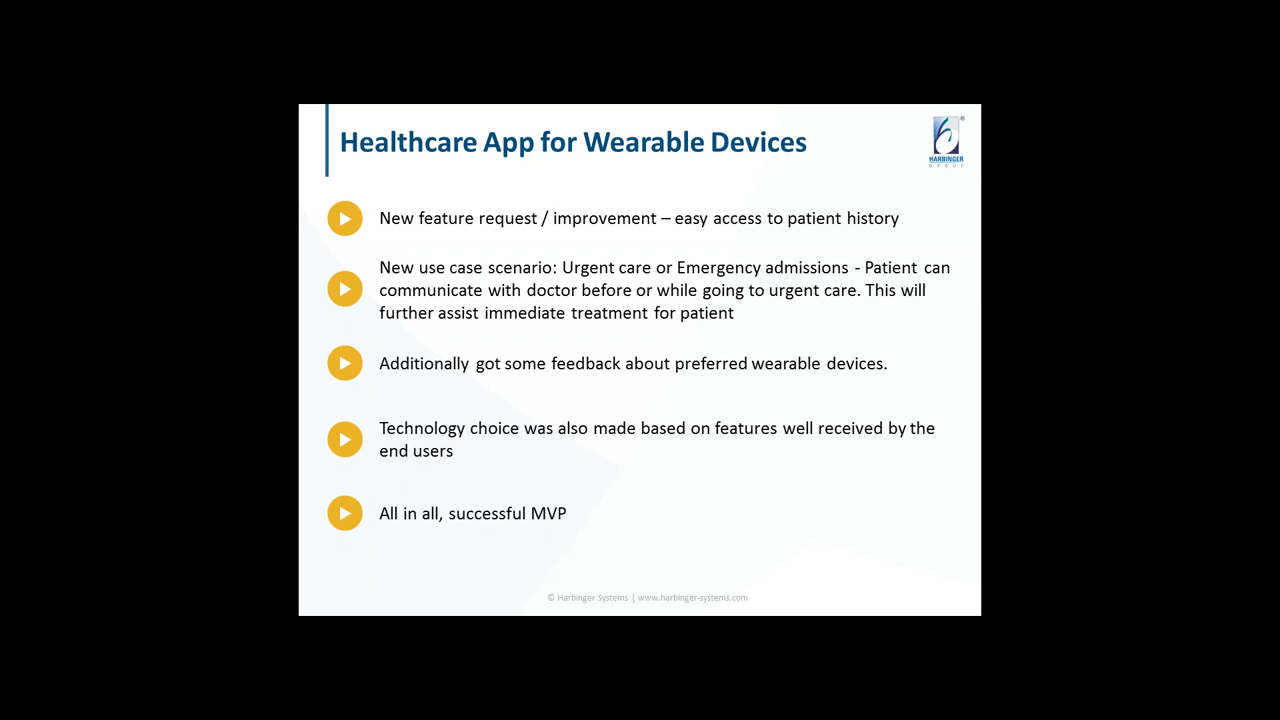 Healthcare App for Wearable Devices
®
HARBINGER
GROUP
New feature request / improvement – easy access to patient history
New use case scenario: Urgent care or Emergency admissions - Patient can
communicate with doctor before or while going to urgent care. This will
further assist immediate treatment for patient
Additionally got some feedback about preferred wearable devices.
Technology choice was also made based on features well received by the
end users
All in all, successful MVP
© Harbinger Systems | www.harbinger-systems.com